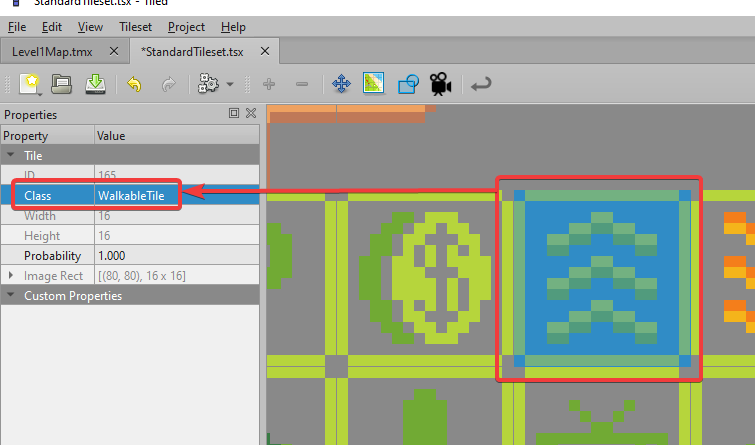 StandardTileset.tsx - Tiled
File Edit View Tileset Project Help
Level1Map.tmx *StandardTileset.tsx
Properties
Property Value
Tile
ID 165
Class WalkableTile
Width 16
Height 16
Probability 1.000
Image Rect [(80, 80), 16 x 16]
Custom Properties
$